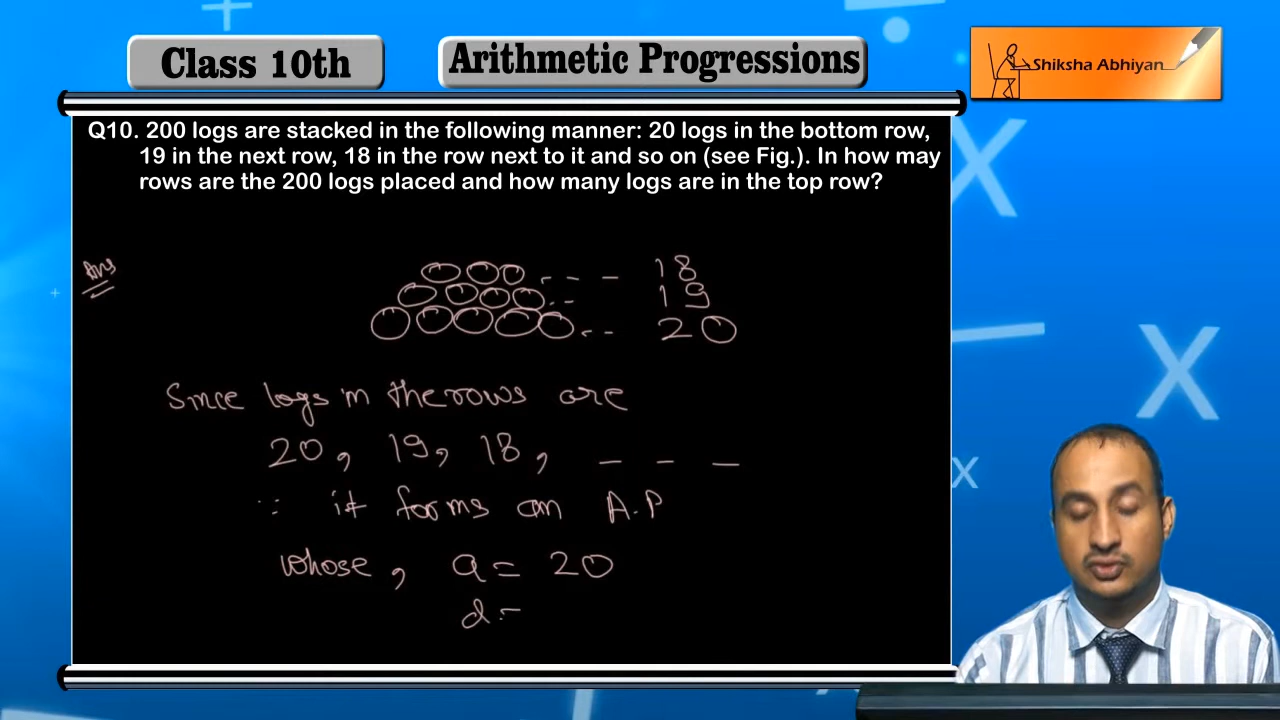 Class 10th
Arithmetic Progressions
Shiksha Abhiyan
Q10. 200 logs are stacked in the following manner: 20 logs in the bottom row,
19 in the next row, 18 in the row next to it and so on (see Fig.). In how may
rows are the 200 logs placed and how many logs are in the top row?
Ans
--- 18
-- 19
-- 20
Since logs in the rows are
20, 19, 18, _ _ _
∵ it forms an A.P
whose, a = 20
d =
X
X
X